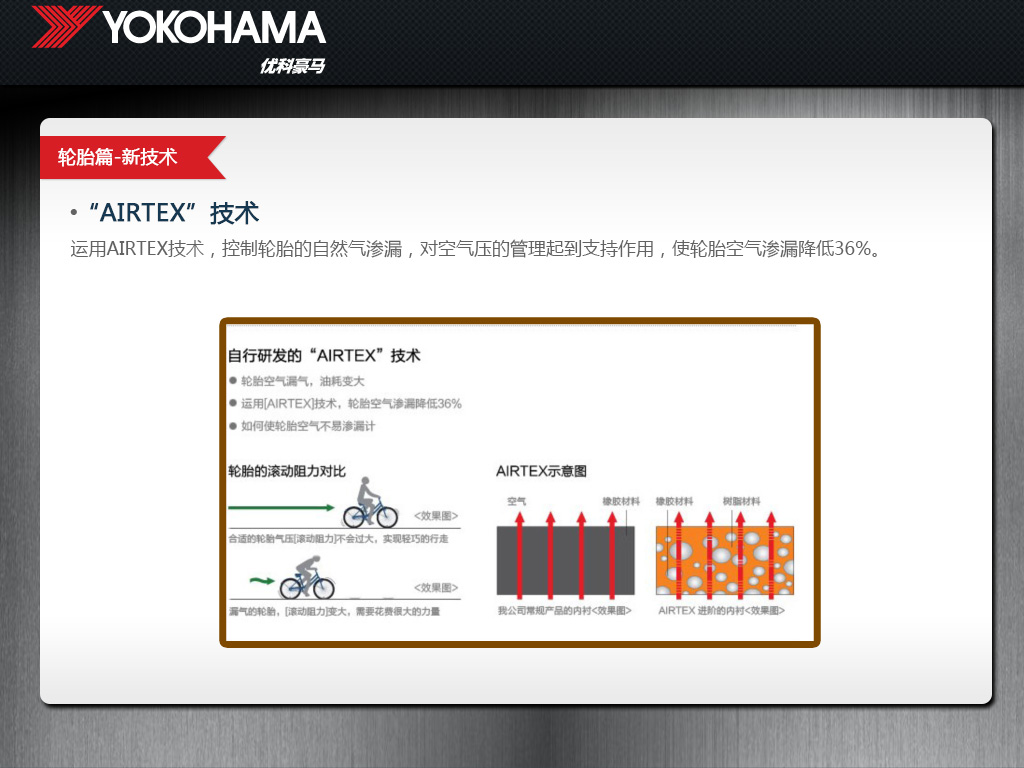 YOKOHAMA
优科豪马
轮胎篇-新技术
• “AIRTEX”技术
运用AIRTEX技术，控制轮胎的自然气渗漏，对空气压的管理起到支持作用，使轮胎空气渗漏降低36%。
自行研发的“AIRTEX”技术
● 轮胎空气漏气，油耗变大
● 运用[AIRTEX]技术，轮胎空气渗漏降低36%
● 如何使轮胎空气不易渗漏计
轮胎的滚动阻力对比
<效果图>
合适的轮胎气压[滚动阻力]不会过大，实现轻巧的行走
<效果图>
漏气的轮胎，[滚动阻力]变大，需要花费很大的力量
AIRTEX示意图
空气 橡胶材料 橡胶材料 树脂材料
我公司常规产品的内衬<效果图> AIRTEX 进阶的内衬<效果图>